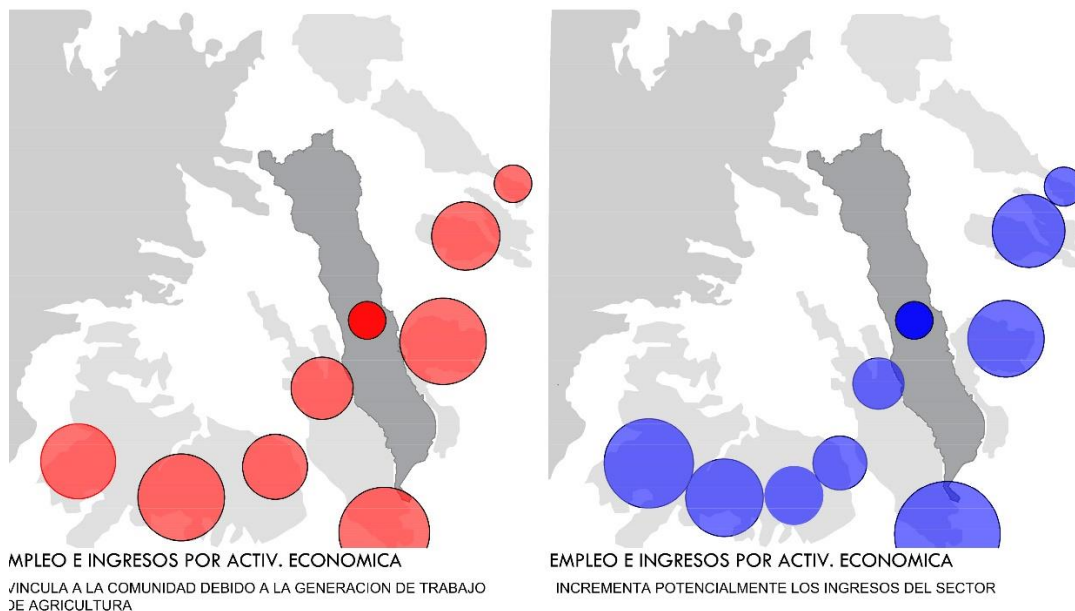 MPLEO E INGRESOS POR ACTIV. ECONOMICA
VINCULA A LA COMUNIDAD DEBIDO A LA GENERACION DE TRABAJO
DE AGRICULTURA
EMPLEO E INGRESOS POR ACTIV. ECONOMICA
INCREMENTA POTENCIALMENTE LOS INGRESOS DEL SECTOR